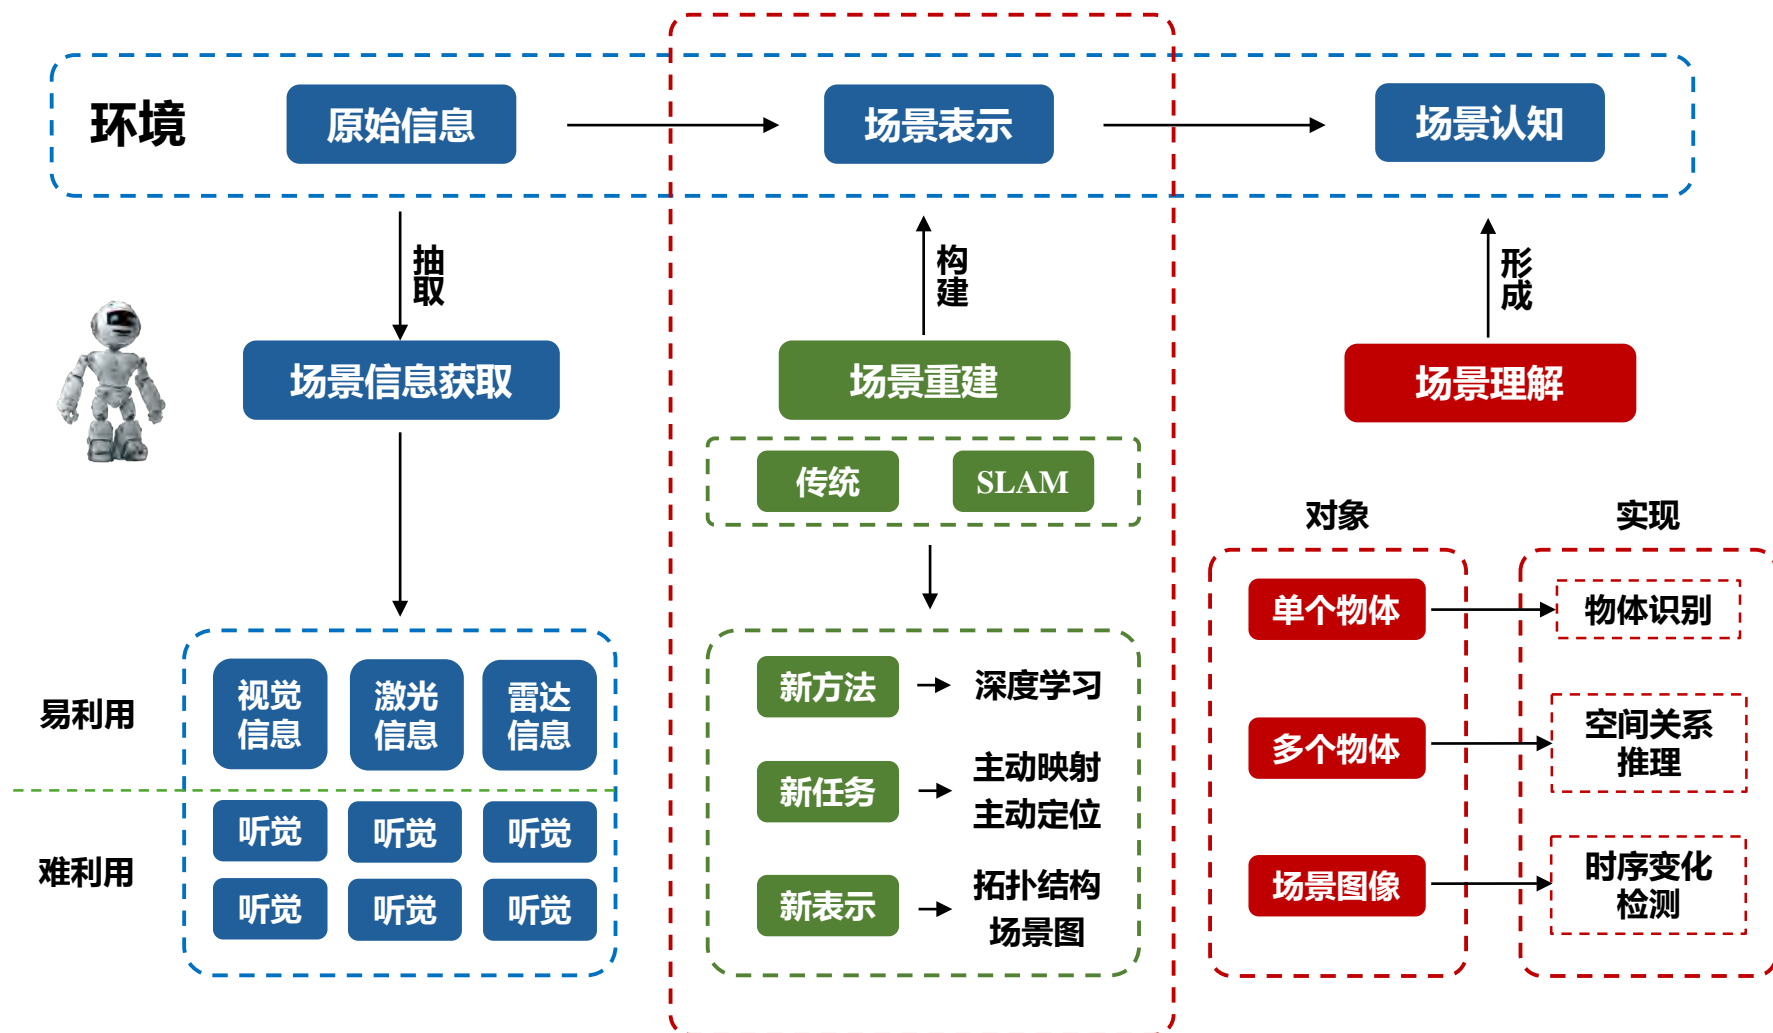 环境
原始信息
场景表示
场景认知
抽取
构建
形成
场景信息获取
场景重建
场景理解
传统
SLAM
对象
实现
单个物体
物体识别
多个物体
空间关系
推理
场景图像
时序变化
检测
新方法
深度学习
新任务
主动映射
主动定位
新表示
拓扑结构
场景图
易利用
视觉
信息
激光
信息
雷达
信息
难利用
听觉
听觉
听觉
听觉
听觉
听觉